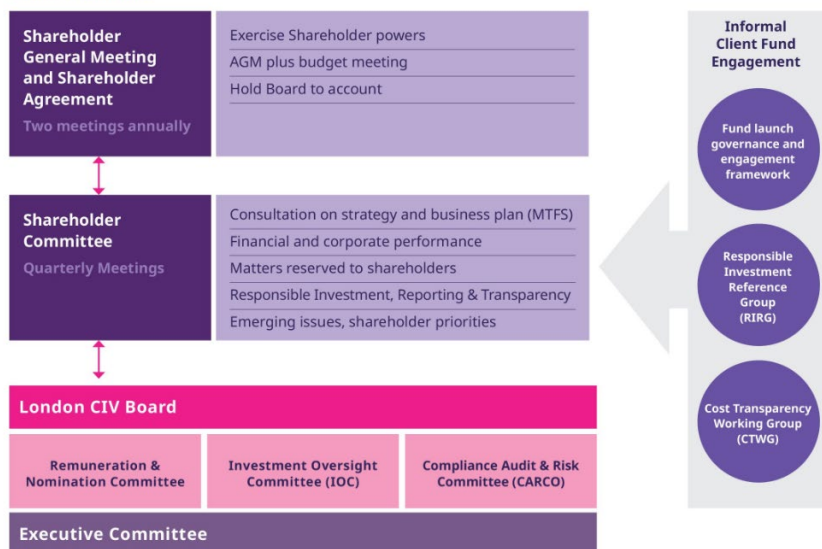 Shareholder
General Meeting
and Shareholder
Agreement
Two meetings annually
Exercise Shareholder powers
AGM plus budget meeting
Hold Board to account
Shareholder
Committee
Quarterly Meetings
Consultation on strategy and business plan (MTFS)
Financial and corporate performance
Matters reserved to shareholders
Responsible Investment, Reporting & Transparency
Emerging issues, shareholder priorities
London CIV Board
Remuneration &
Nomination Committee
Investment Oversight
Committee (IOC)
Compliance Audit & Risk
Committee (CARCO)
Executive Committee
Informal
Client Fund
Engagement
Fund launch
governance and
engagement
framework
Responsible
Investment
Reference
Group
(RIRG)
Cost Transparency
Working Group
(CTWG)